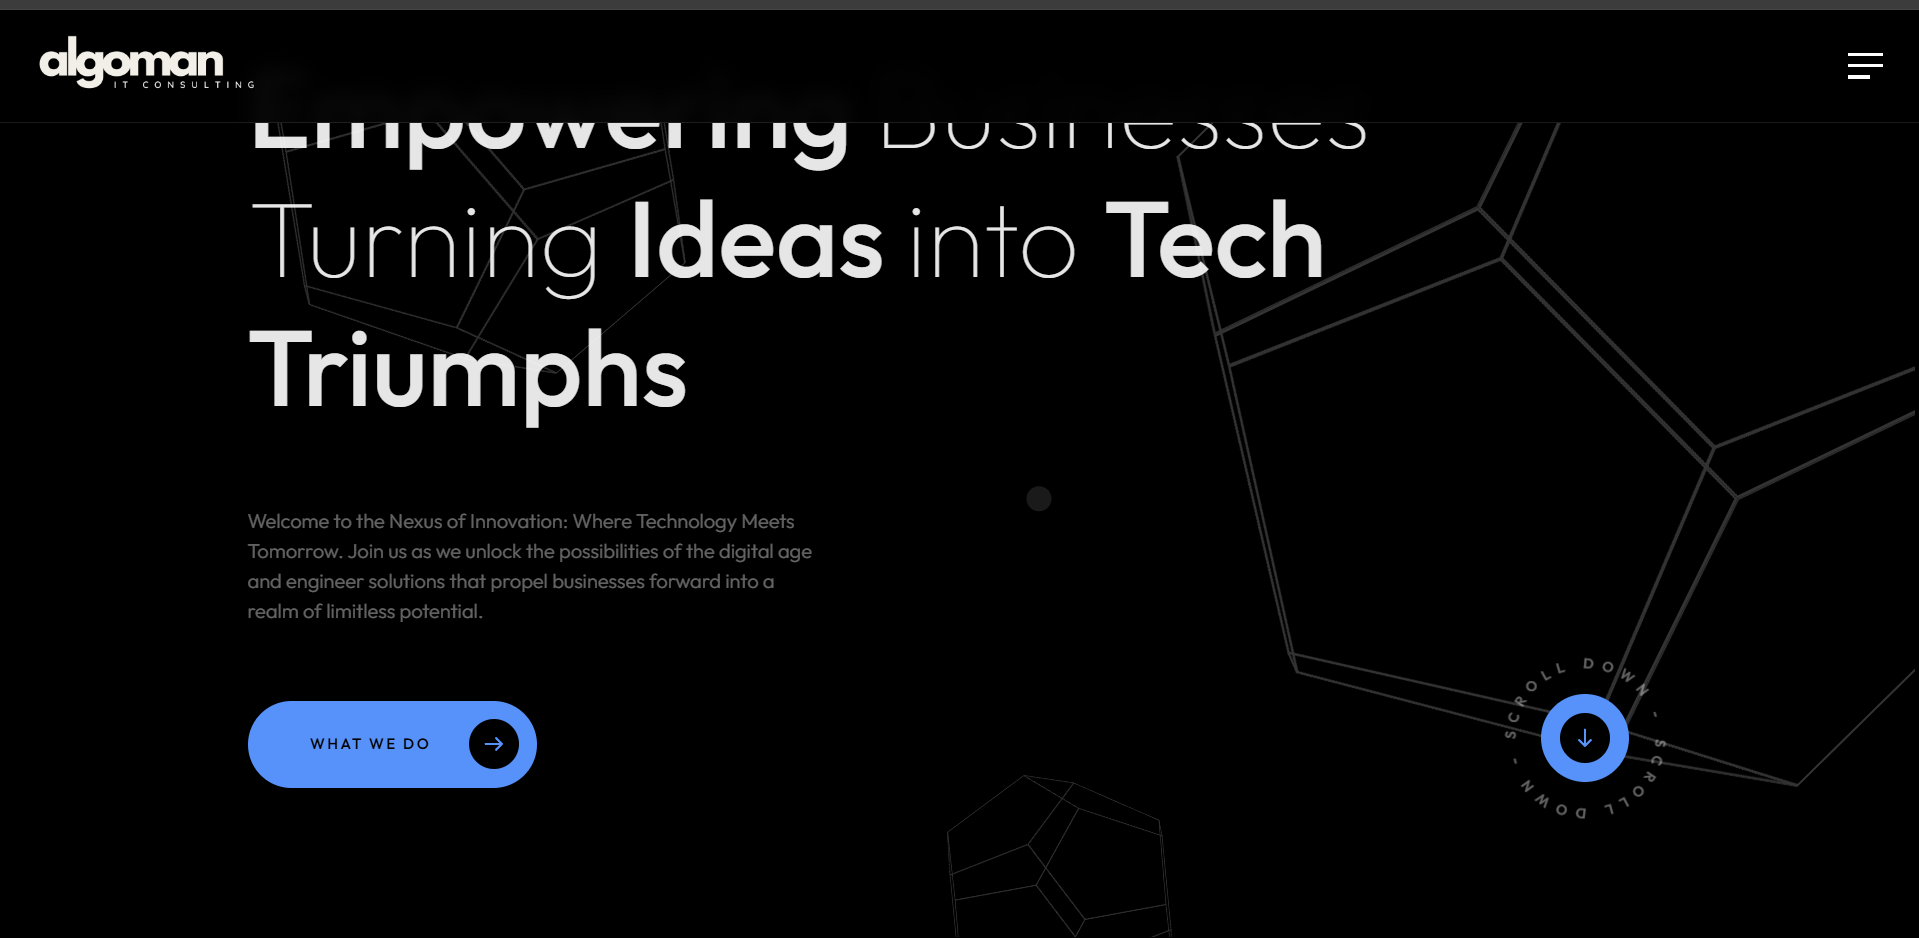 algoman
IT CONSULTING
Empowering Businesses
Turning Ideas into Tech
Triumphs
Welcome to the Nexus of Innovation: Where Technology Meets
Tomorrow. Join us as we unlock the possibilities of the digital age
and engineer solutions that propel businesses forward into a
realm of limitless potential.
WHAT WE DO
SCROLL DOWN - SCROLL DOWN -